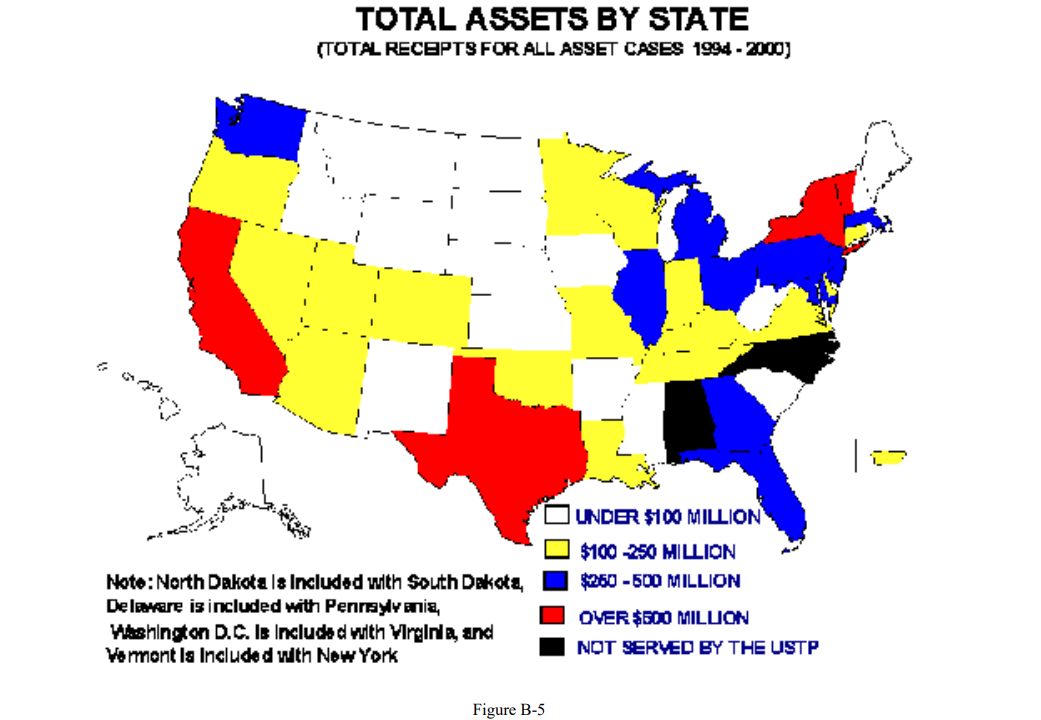 TOTAL ASSETS BY STATE
(TOTAL RECEIPTS FOR ALL ASSET CASES 1994 - 2000)
UNDER $100 MILLION
$100 -250 MILLION
$250 - 500 MILLION
OVER $500 MILLION
NOT SERVED BY THE USTP
Note: North Dakota is included with South Dakota,
Delaware is included with Pennsylvania,
Washington D.C. is included with Virginia, and
Vermont is included with New York
Figure B-5